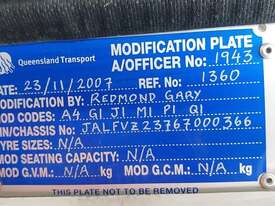 Queensland Transport
MODIFICATION PLATE
A/OFFICER No: 1943
DATE: 23/11/2007 REF. No: 1360
MODIFICATION BY: REDMOND GARY
MOD CODES: A4 G1 J1 M1 P1 Q1
VIN/CHASSIS No: JALFVZ23767000366
TYRE SIZES: N/A
MOD SEATING CAPACITY: N/A
MOD G.V.M: N/A kg MOD G.C.M: N/A kg
THIS PLATE NOT TO BE REMOVED